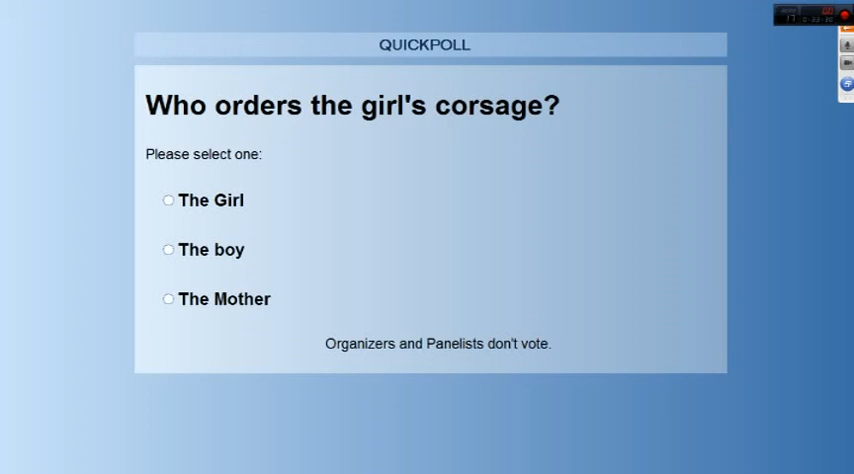 QUICKPOLL
Who orders the girl's corsage?
Please select one:
The Girl
The boy
The Mother
Organizers and Panelists don't vote.